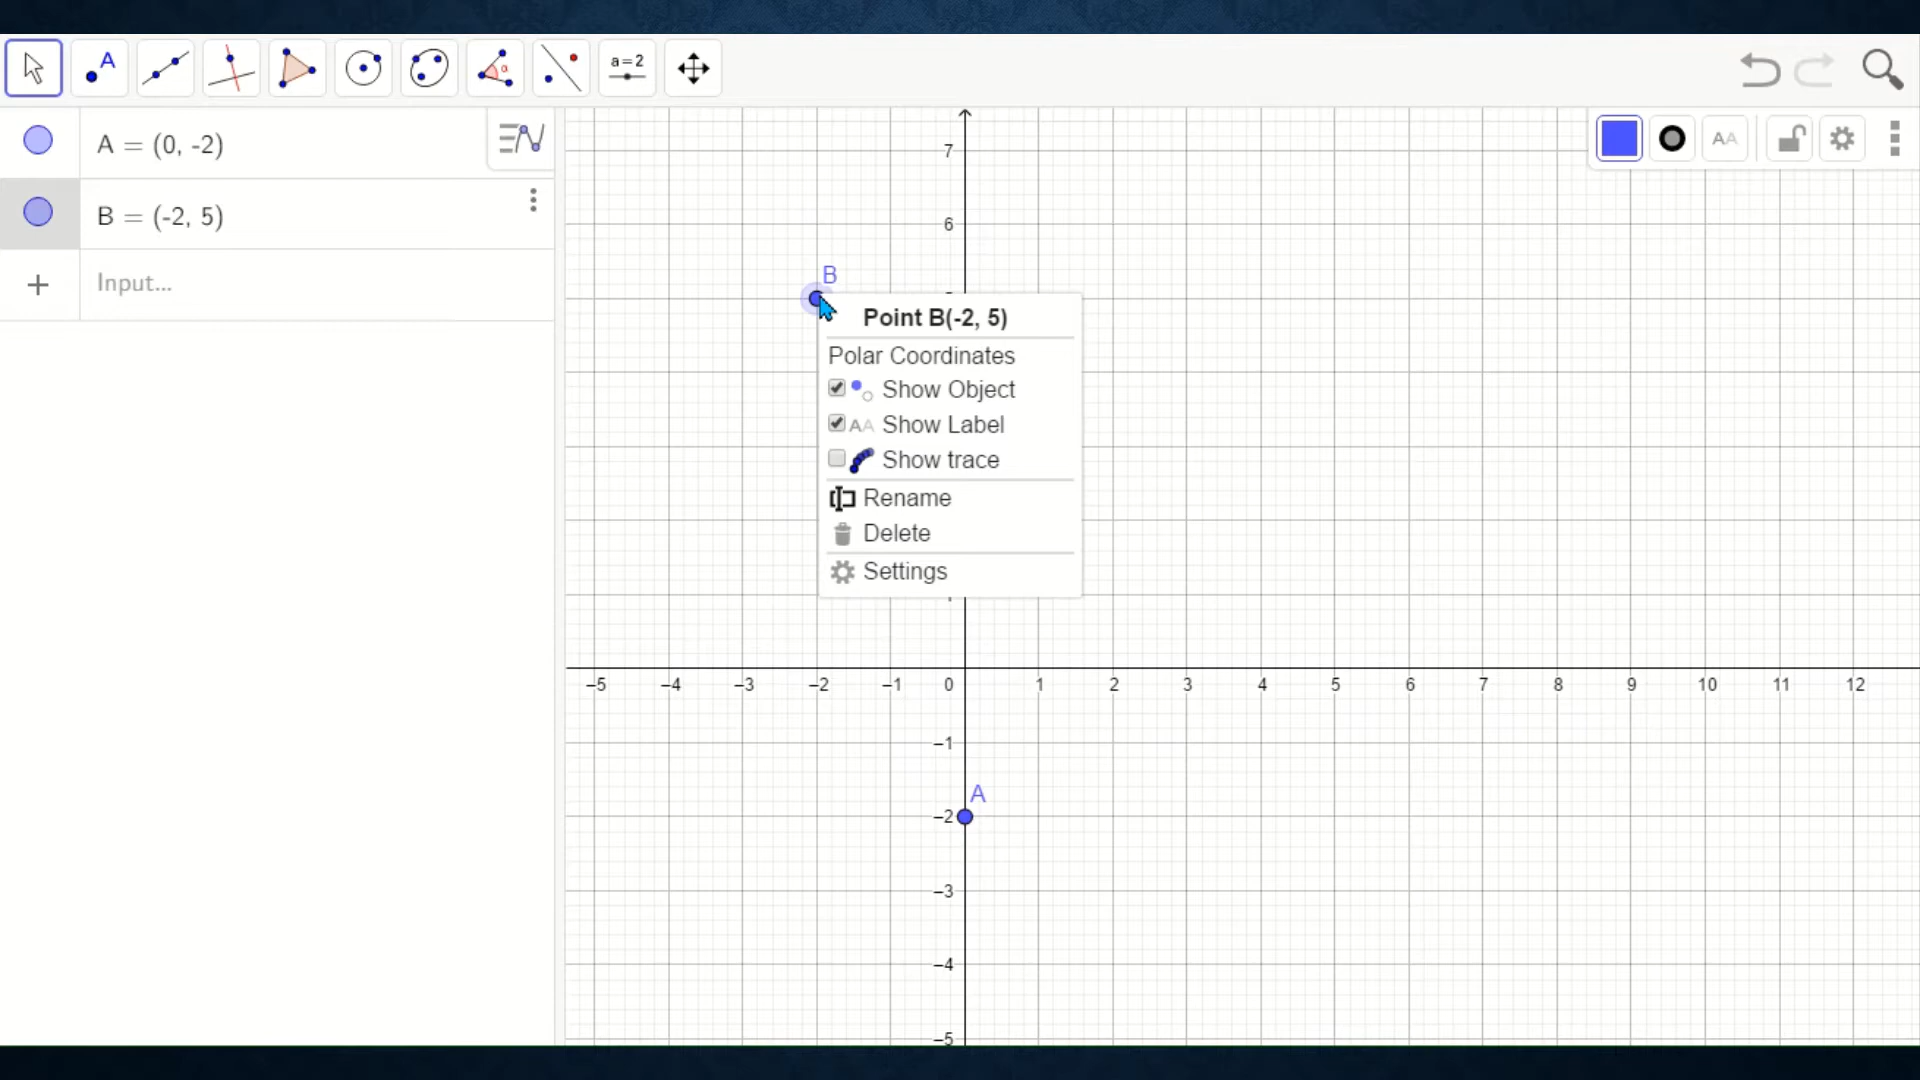 A
α
a=2
A = (0, -2)
B = (-2, 5)
Input...
AA
7
6
B
Point B(-2, 5)
Polar Coordinates
Show Object
AA Show Label
Show trace
Rename
Delete
Settings
–5 –4 –3 –2 –1 0 1 2 3 4 5 6 7 8 9 10 11 12
–1
A
–2
–3
–4
–5